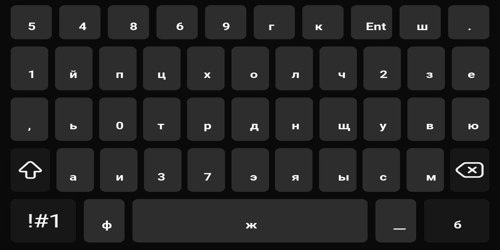 5 4 8 6 9 г к Ent ш .
1 й п ц х о л ч 2 з е
, ь 0 т р д н щ у в ю
а и 3 7 э я ы с м
!#1 ф ж _ б